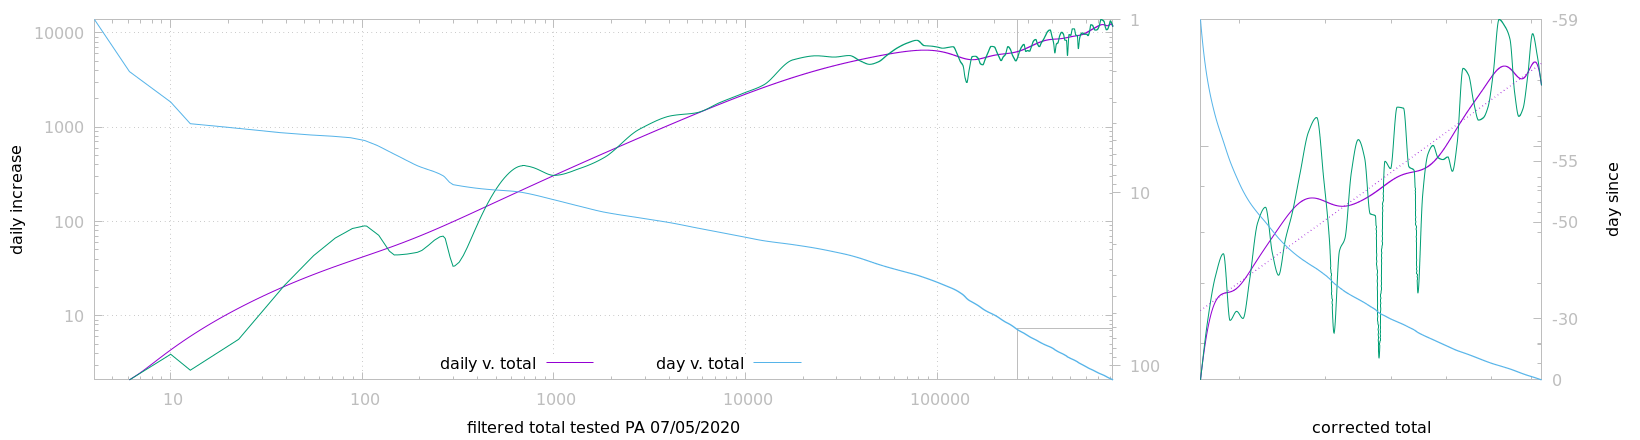 10000
1000
100
10
daily increase
daily v. total
day v. total
10
100
1000
10000
100000
filtered total tested PA 07/05/2020
1
10
100
-59
-55
-50
-30
0
day since
corrected total